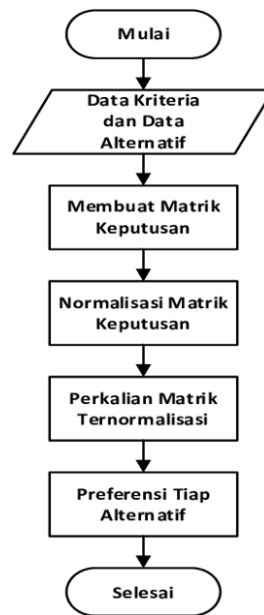 Mulai
Data Kriteria
dan Data
Alternatif
Membuat Matrik
Keputusan
Normalisasi Matrik
Keputusan
Perkalian Matrik
Ternormalisasi
Preferensi Tiap
Alternatif
Selesai